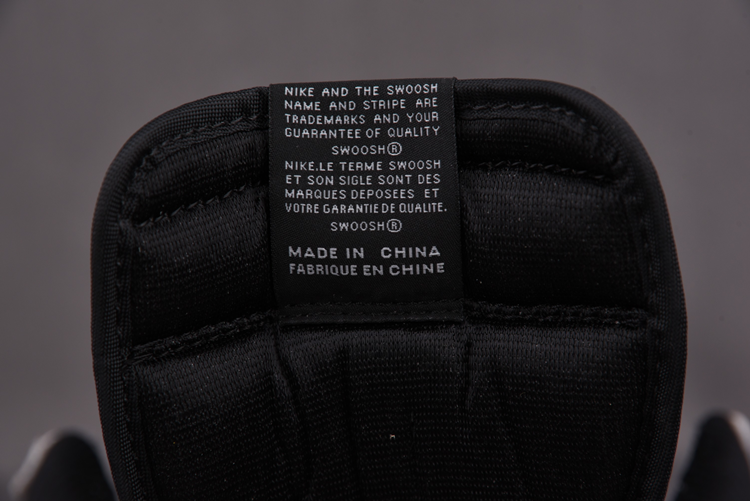 NIKE AND THE SWOOSH
NAME AND STRIPE ARE
TRADEMARKS AND YOUR
GUARANTEE OF QUALITY
SWOOSH®
NIKE.LE TERME SWOOSH
ET SON SIGLE SONT DES
MARQUES DEPOSEES ET
VOTRE GARANTIE DE QUALITE.
SWOOSH®
MADE IN CHINA
FABRIQUE EN CHINE